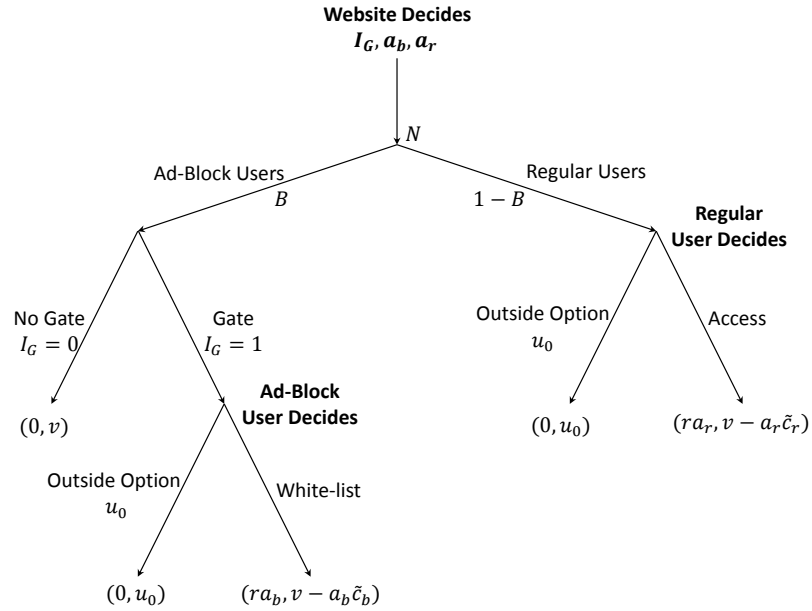 Website Decides
I_G, a_b, a_r
N
Ad-Block Users
Regular Users
B
1 − B
Regular
User Decides
No Gate
I_G = 0
Gate
I_G = 1
Outside Option
u_0
Access
Ad-Block
User Decides
(0, v)
(0, u_0)
(ra_r, v − a_r c̃_r)
Outside Option
u_0
White-list
(0, u_0)
(ra_b, v − a_b c̃_b)